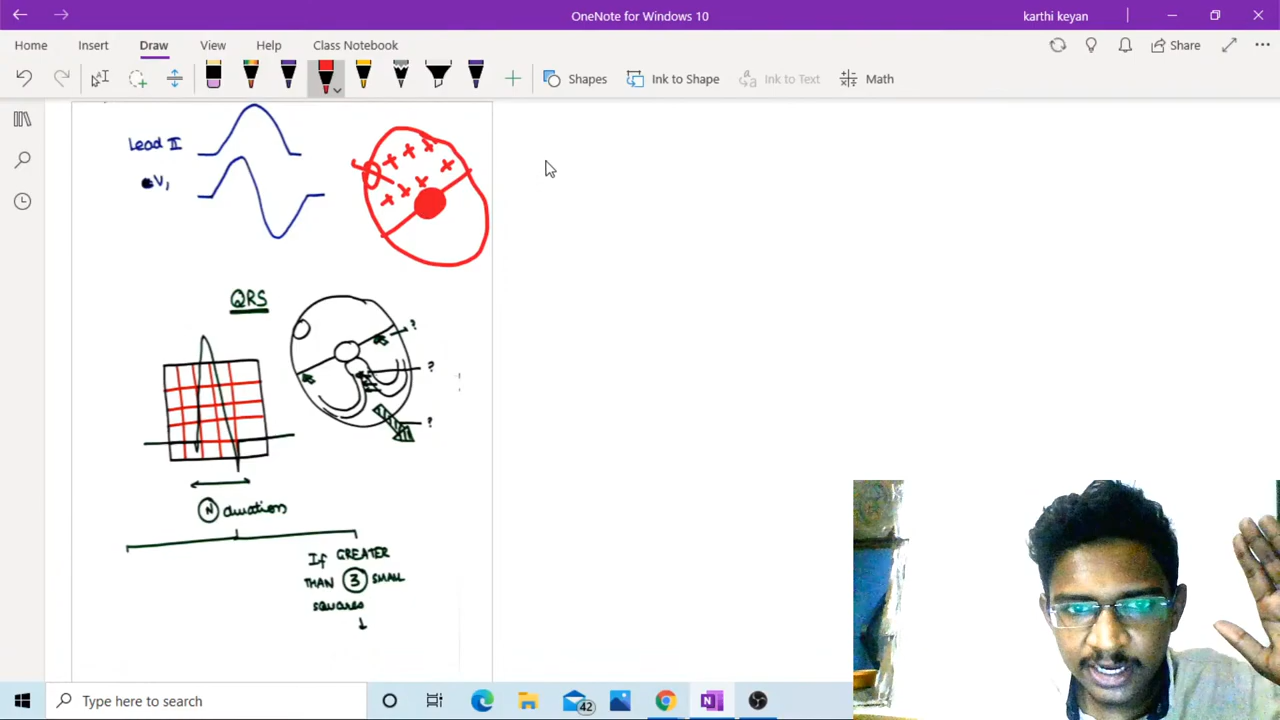 OneNote for Windows 10
karthi keyan
Home
Insert
Draw
View
Help
Class Notebook
Share
Shapes
Ink to Shape
Ink to Text
Math
Lead II
V1
QRS
?
?
?
N duration
If GREATER
THAN 3 SMALL
squares
Type here to search
42